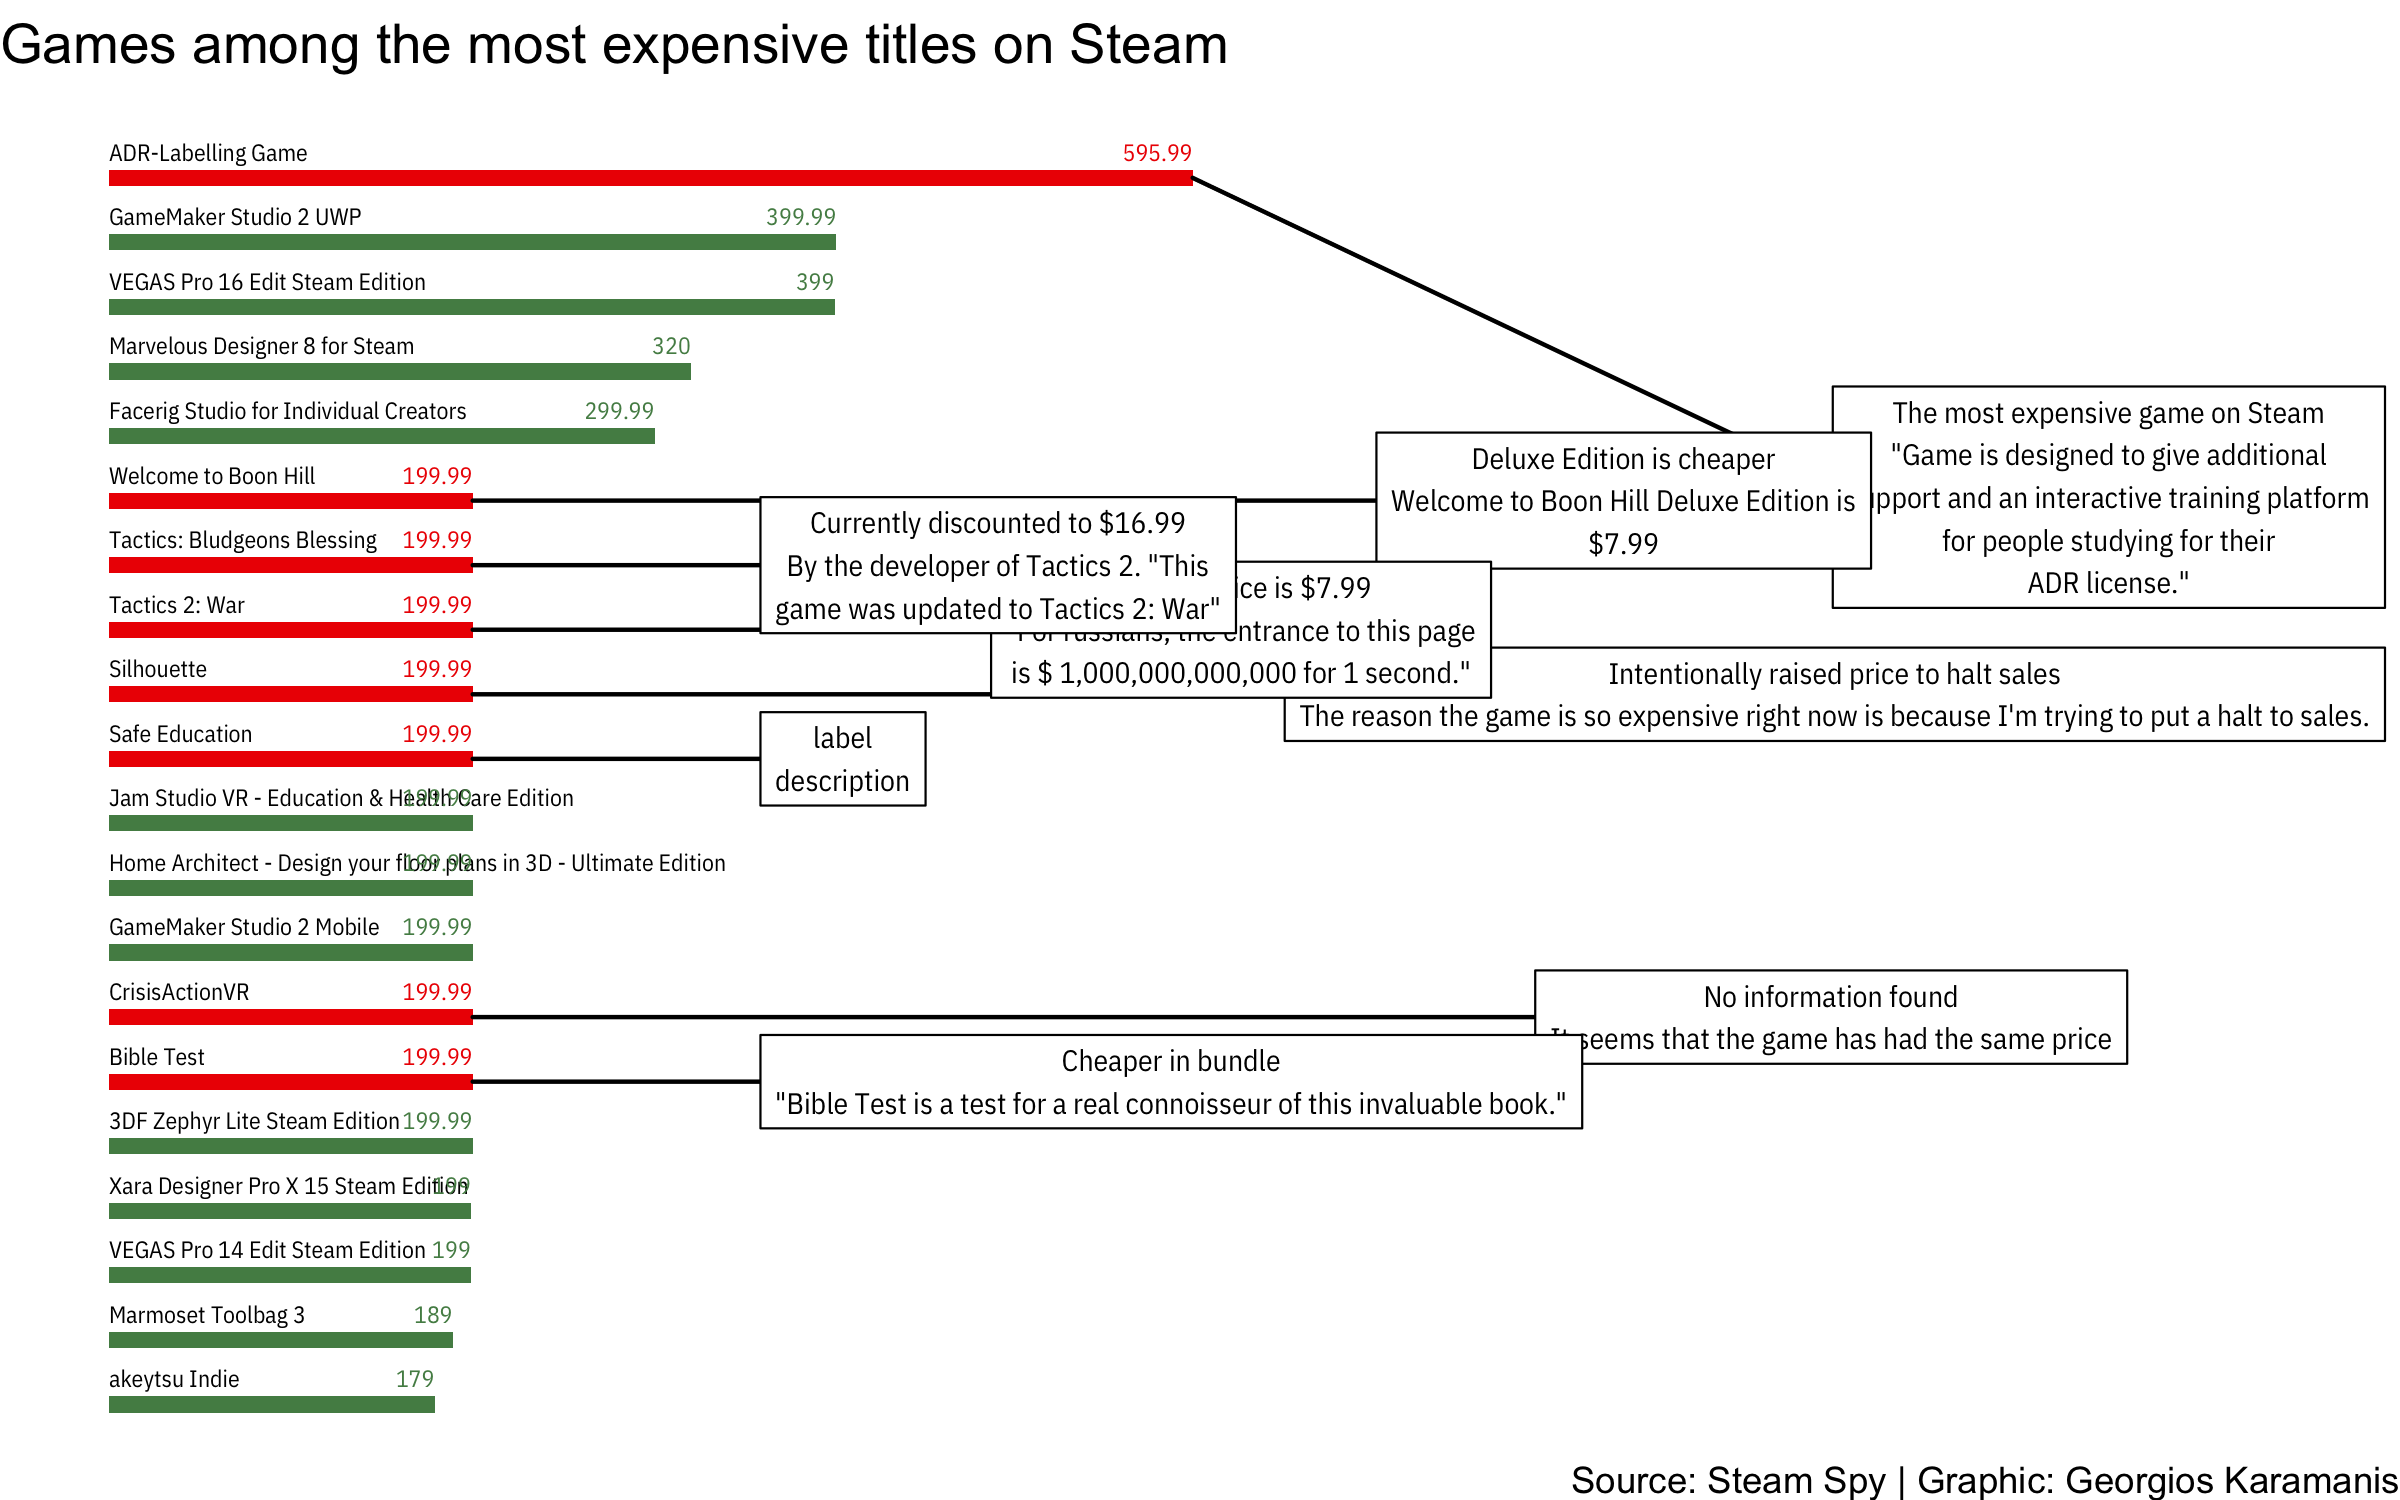 Games among the most expensive titles on Steam
ADR-Labelling Game 595.99
GameMaker Studio 2 UWP 399.99
VEGAS Pro 16 Edit Steam Edition 399
Marvelous Designer 8 for Steam 320
Facerig Studio for Individual Creators 299.99
Welcome to Boon Hill 199.99
Tactics: Bludgeons Blessing 199.99
Tactics 2: War 199.99
Silhouette 199.99
Safe Education 199.99
Jam Studio VR - Education & Health Care Edition 199.99
Home Architect - Design your floor plans in 3D - Ultimate Edition 199.99
GameMaker Studio 2 Mobile 199.99
CrisisActionVR 199.99
Bible Test 199.99
3DF Zephyr Lite Steam Edition 199.99
Xara Designer Pro X 15 Steam Edition 199
VEGAS Pro 14 Edit Steam Edition 199
Marmoset Toolbag 3 189
akeytsu Indie 179
The most expensive game on Steam
"Game is designed to give additional
and an interactive training platform
for people studying for their
ADR license."
Deluxe Edition is cheaper
Welcome to Boon Hill Deluxe Edition is
$7.99
Currently discounted to $16.99
By the developer of Tactics 2. "This
game was updated to Tactics 2: War"
is $7.99
entrance to this page
is $ 1,000,000,000,000 for 1 second."
Intentionally raised price to halt sales
The reason the game is so expensive right now is because I'm trying to put a halt to sales.
label
description
No information found
seems that the game has had the same price
Cheaper in bundle
"Bible Test is a test for a real connoisseur of this invaluable book."
Source: Steam Spy | Graphic: Georgios Karamanis